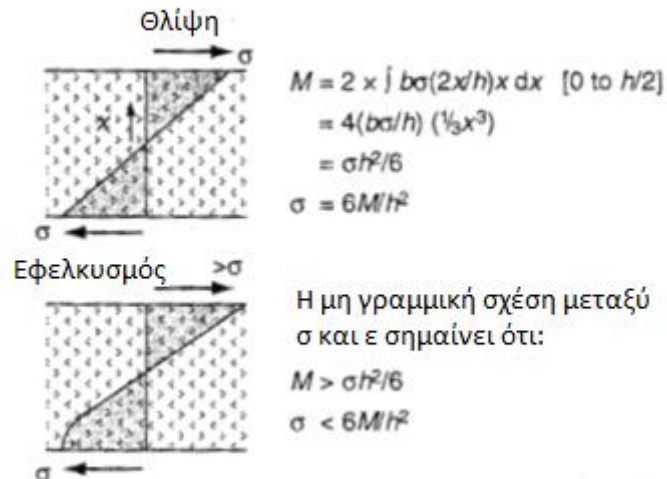 Θλίψη
σ
x
σ
M = 2 × ∫ bσ(2x/h)x dx [0 to h/2]
= 4(bσ/h) (⅓x³)
= σh²/6
σ = 6M/h²
Εφελκυσμός
>σ
σ
Η μη γραμμική σχέση μεταξύ
σ και ε σημαίνει ότι:
M > σh²/6
σ < 6M/h²